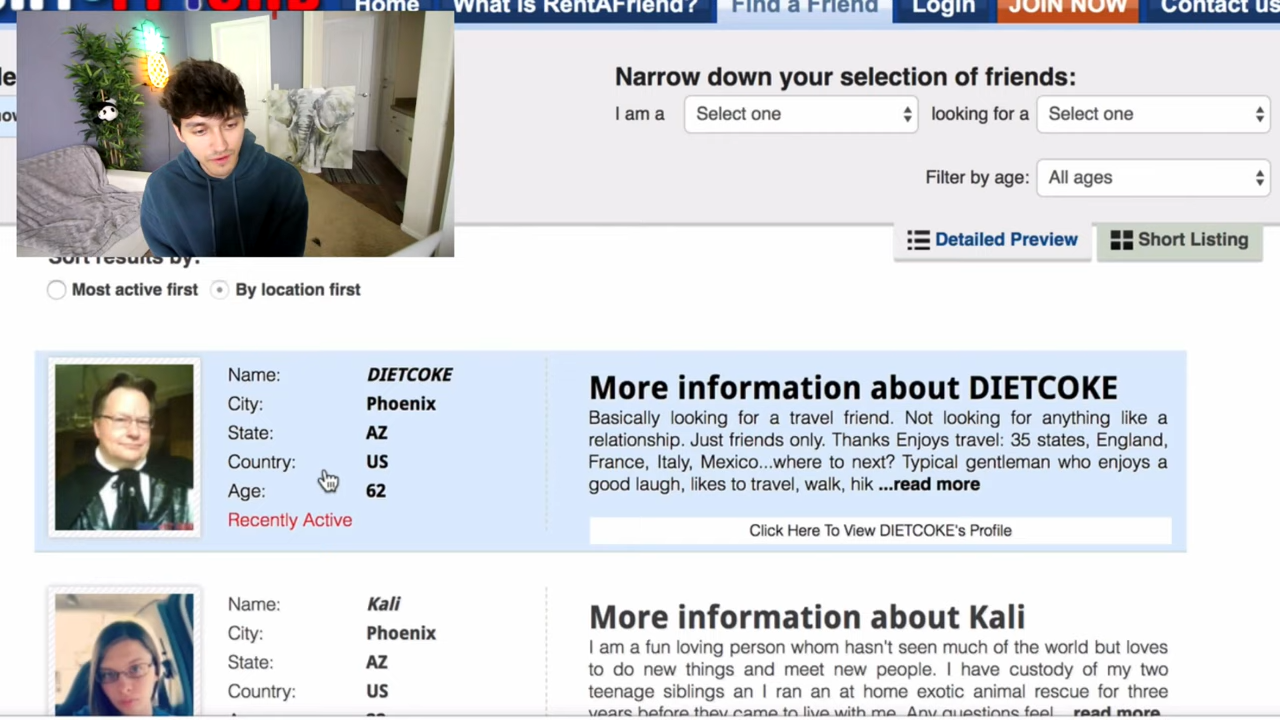 Home
What is RentAFriend?
Find a Friend
Login
JOIN NOW
Contact us
Narrow down your selection of friends:
I am a Select one looking for a Select one
Filter by age: All ages
Detailed Preview
Short Listing
Sort results by:
Most active first By location first
Name: DIETCOKE
City: Phoenix
State: AZ
Country: US
Age: 62
Recently Active
More information about DIETCOKE
Basically looking for a travel friend. Not looking for anything like a
relationship. Just friends only. Thanks Enjoys travel: 35 states, England,
France, Italy, Mexico...where to next? Typical gentleman who enjoys a
good laugh, likes to travel, walk, hik ...read more
Click Here To View DIETCOKE's Profile
Name: Kali
City: Phoenix
State: AZ
Country: US
More information about Kali
I am a fun loving person whom hasn't seen much of the world but loves
to do new things and meet new people. I have custody of my two
teenage siblings an I ran an at home exotic animal rescue for three
years before they came to live with me. Any questions feel ...read more